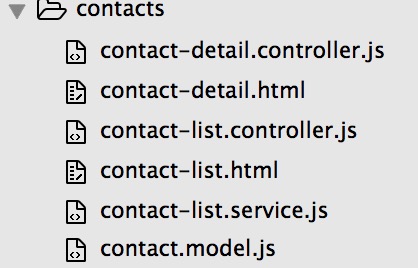 contacts
contact-detail.controller.js
contact-detail.html
contact-list.controller.js
contact-list.html
contact-list.service.js
contact.model.js